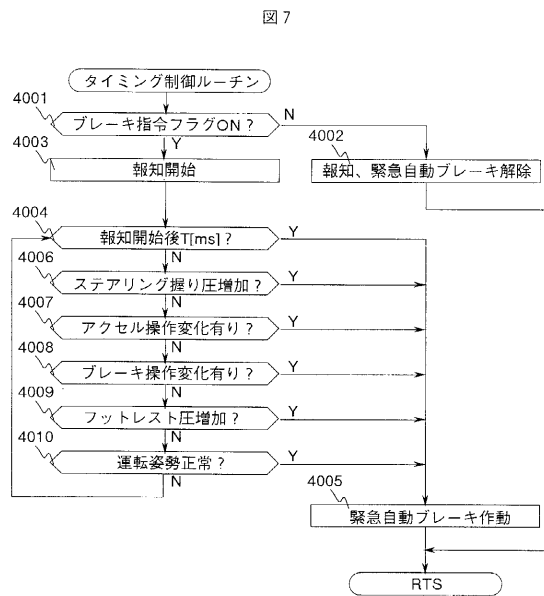 図7
タイミング制御ルーチン
4001
ブレーキ指令フラグON？
N
Y
4002
報知、緊急自動ブレーキ解除
4003
報知開始
4004
報知開始後T[ms]？
Y
N
4006
ステアリング握り圧増加？
Y
N
4007
アクセル操作変化有り？
Y
N
4008
ブレーキ操作変化有り？
Y
N
4009
フットレスト圧増加？
Y
N
4010
運転姿勢正常？
Y
N
4005
緊急自動ブレーキ作動
RTS